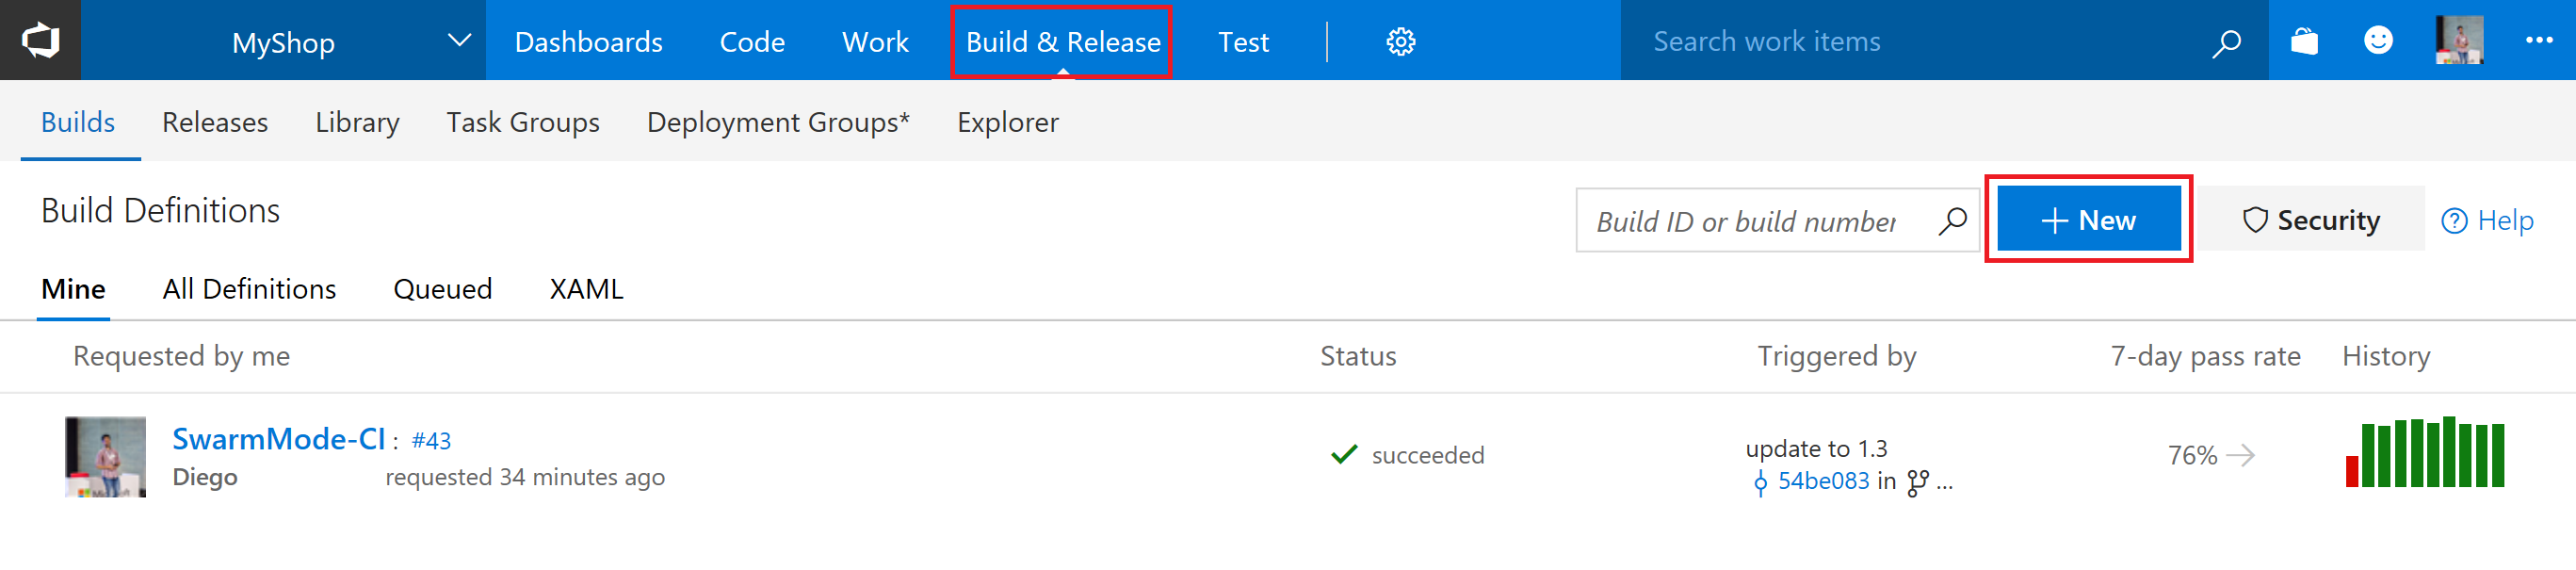 MyShop Dashboards Code Work Build & Release Test Search work items
Builds Releases Library Task Groups Deployment Groups* Explorer
Build Definitions Build ID or build number + New Security Help
Mine All Definitions Queued XAML
Requested by me Status Triggered by 7-day pass rate History
SwarmMode-CI : #43 succeeded update to 1.3 76%
Diego requested 34 minutes ago 54be083 in ...